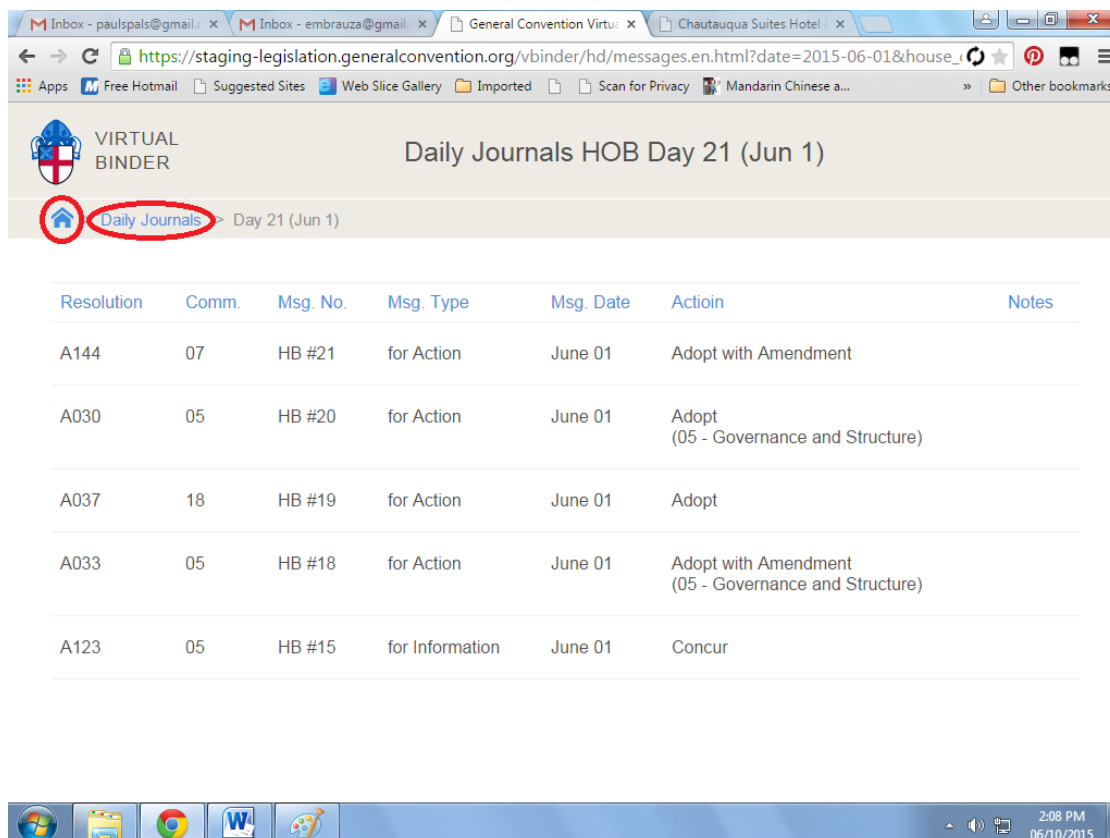 Inbox - paulspals@gmail.c
Inbox - embrauza@gmail.
General Convention Virtua
Chautauqua Suites Hotel
https://staging-legislation.generalconvention.org/vbinder/hd/messages.en.html?date=2015-06-01&house_
Apps Free Hotmail Suggested Sites Web Slice Gallery Imported Scan for Privacy Mandarin Chinese a... » Other bookmarks
VIRTUAL
BINDER
Daily Journals HOB Day 21 (Jun 1)
> Daily Journals > Day 21 (Jun 1)
Resolution Comm. Msg. No. Msg. Type Msg. Date Actioin Notes
A144 07 HB #21 for Action June 01 Adopt with Amendment
A030 05 HB #20 for Action June 01 Adopt
(05 - Governance and Structure)
A037 18 HB #19 for Action June 01 Adopt
A033 05 HB #18 for Action June 01 Adopt with Amendment
(05 - Governance and Structure)
A123 05 HB #15 for Information June 01 Concur
2:08 PM
06/10/2015